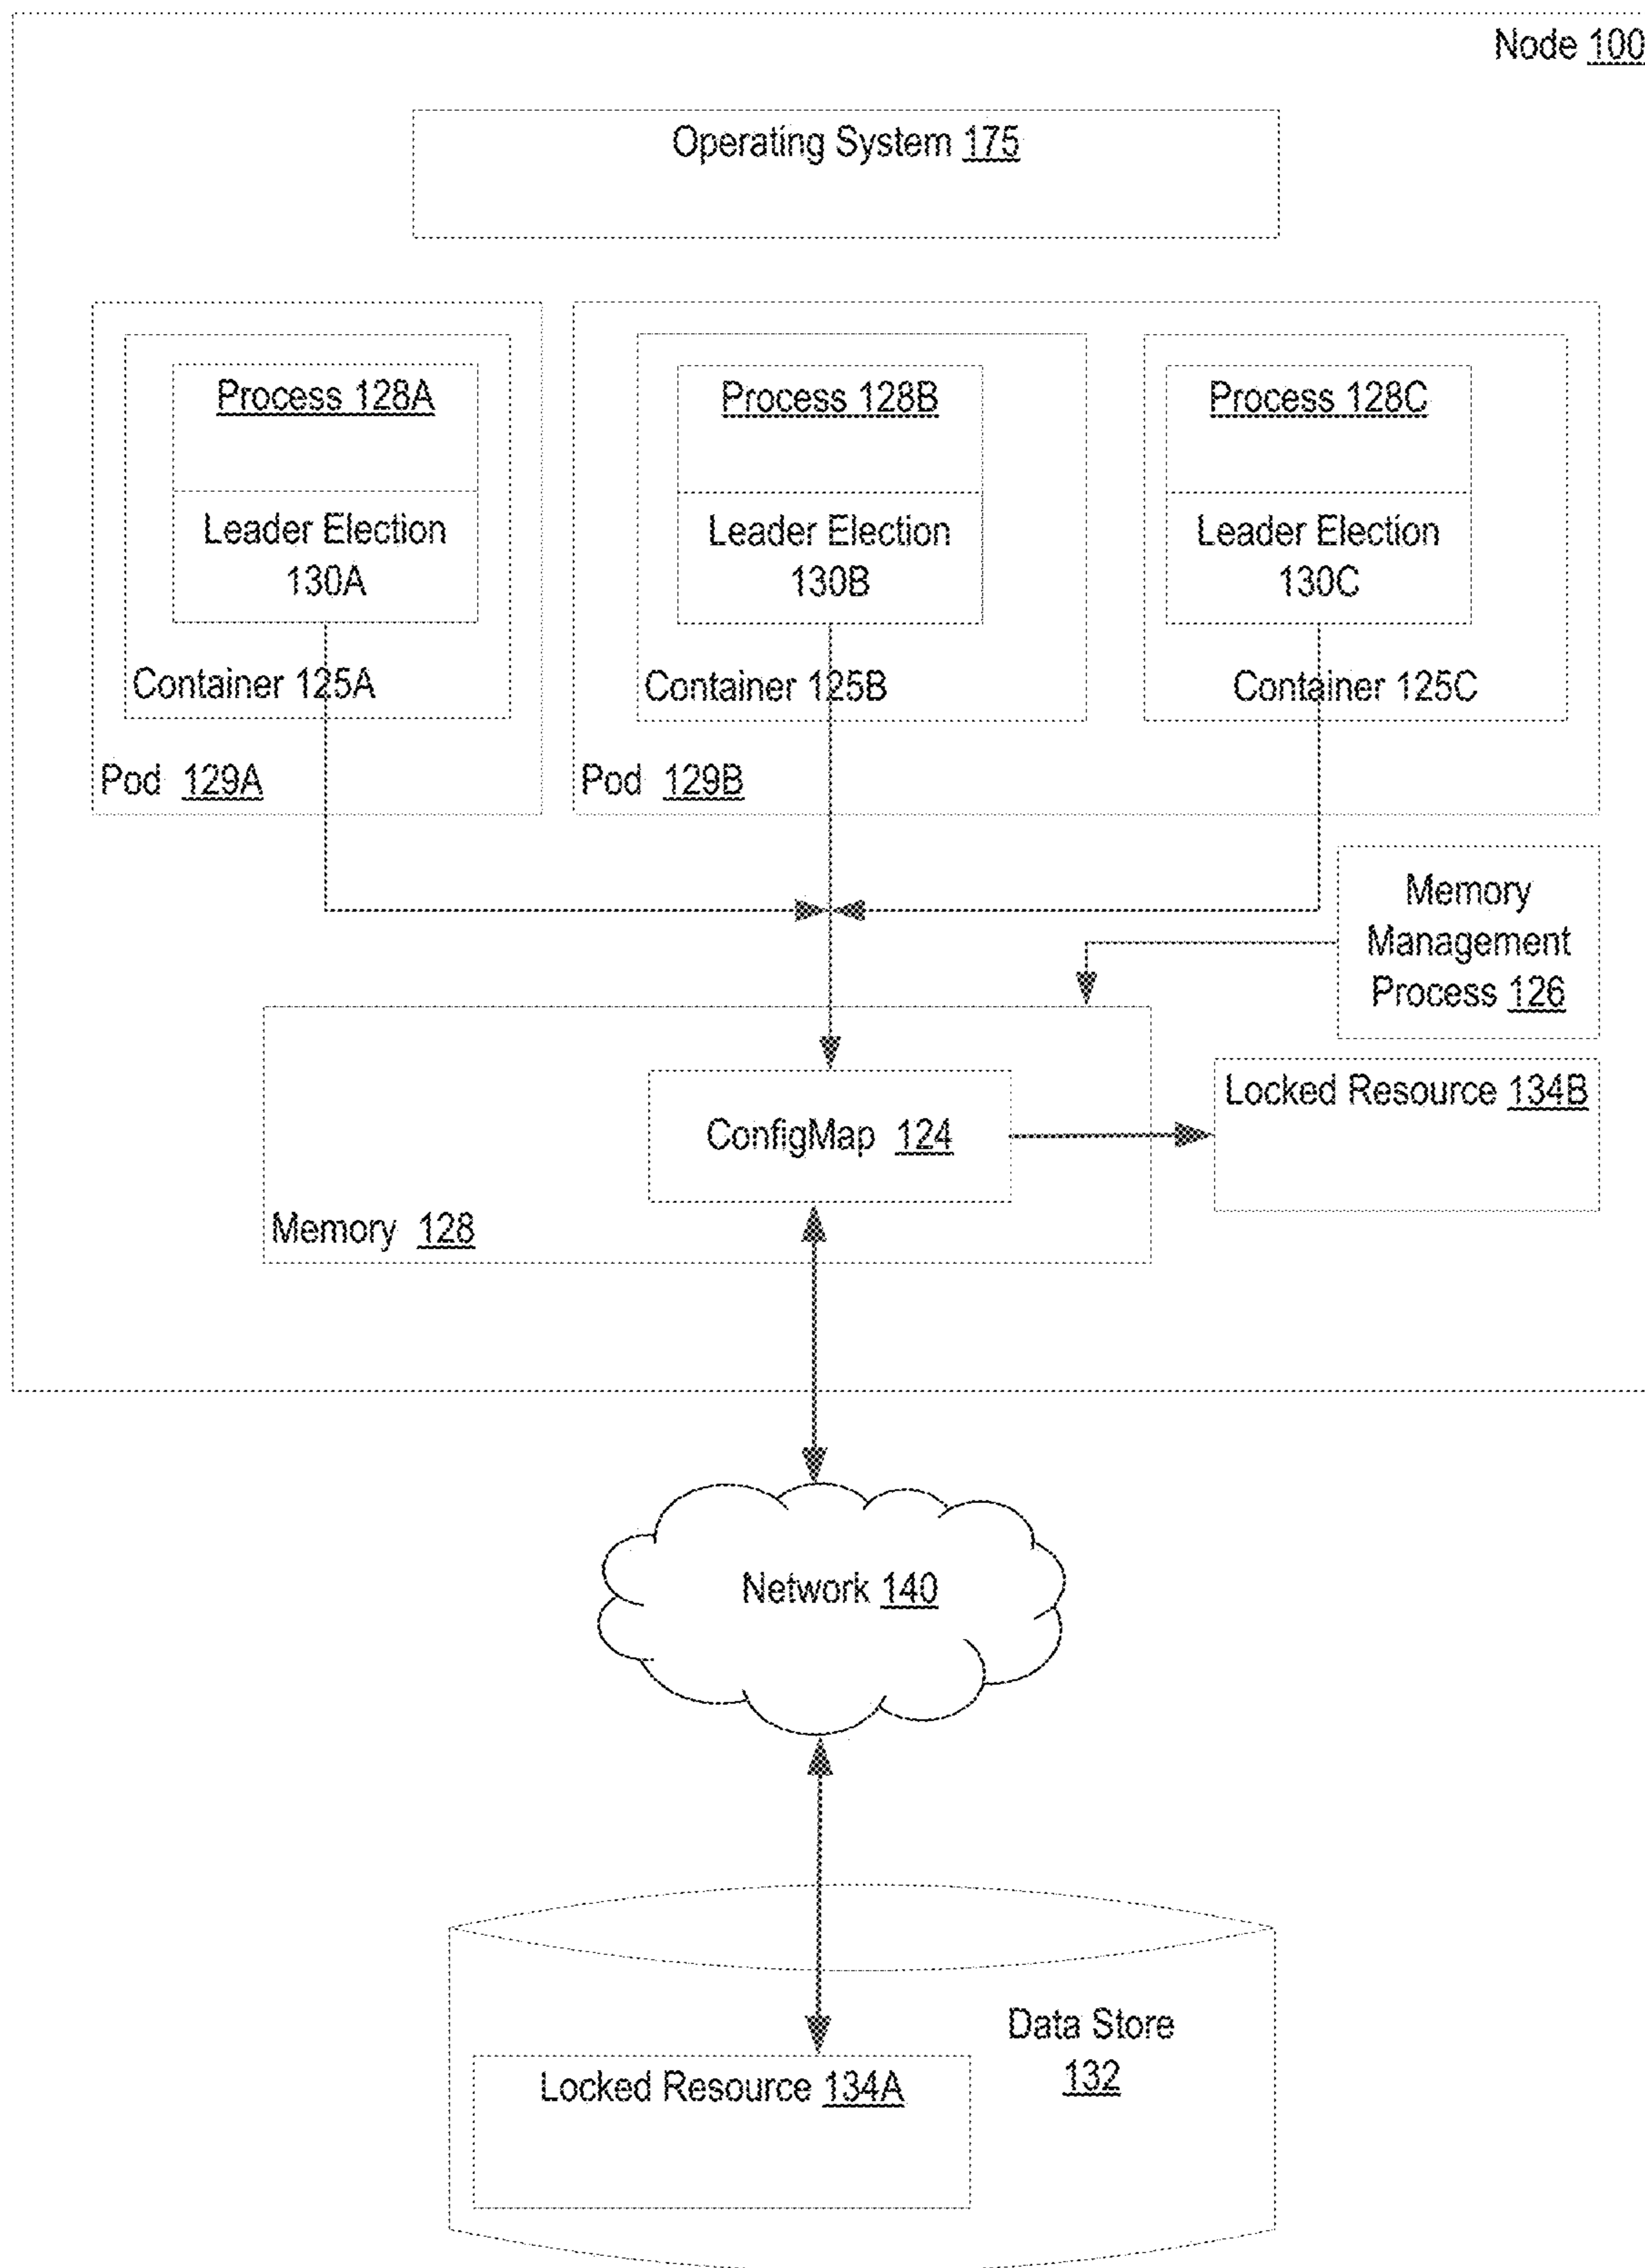 Node 100
Operating System 175
Process 128A
Process 128B
Process 128C
Leader Election
130A
Leader Election
130B
Leader Election
130C
Container 125A
Container 125B
Container 125C
Pod 129A
Pod 129B
Memory
Management
Process 126
Locked Resource 134B
ConfigMap 124
Memory 128
Network 140
Data Store
132
Locked Resource 134A